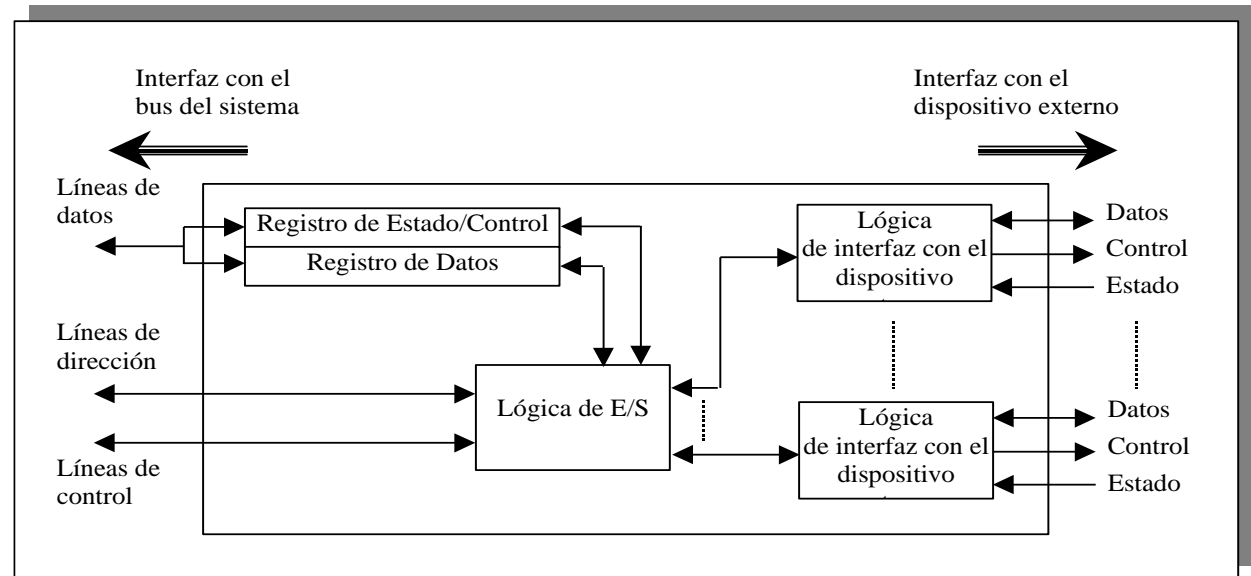 Interfaz con el
bus del sistema
Interfaz con el
dispositivo externo
Líneas de
datos
Registro de Estado/Control
Registro de Datos
Lógica
de interfaz con el
dispositivo
Datos
Control
Estado
Líneas de
dirección
Lógica de E/S
Líneas de
control
Lógica
de interfaz con el
dispositivo
Datos
Control
Estado